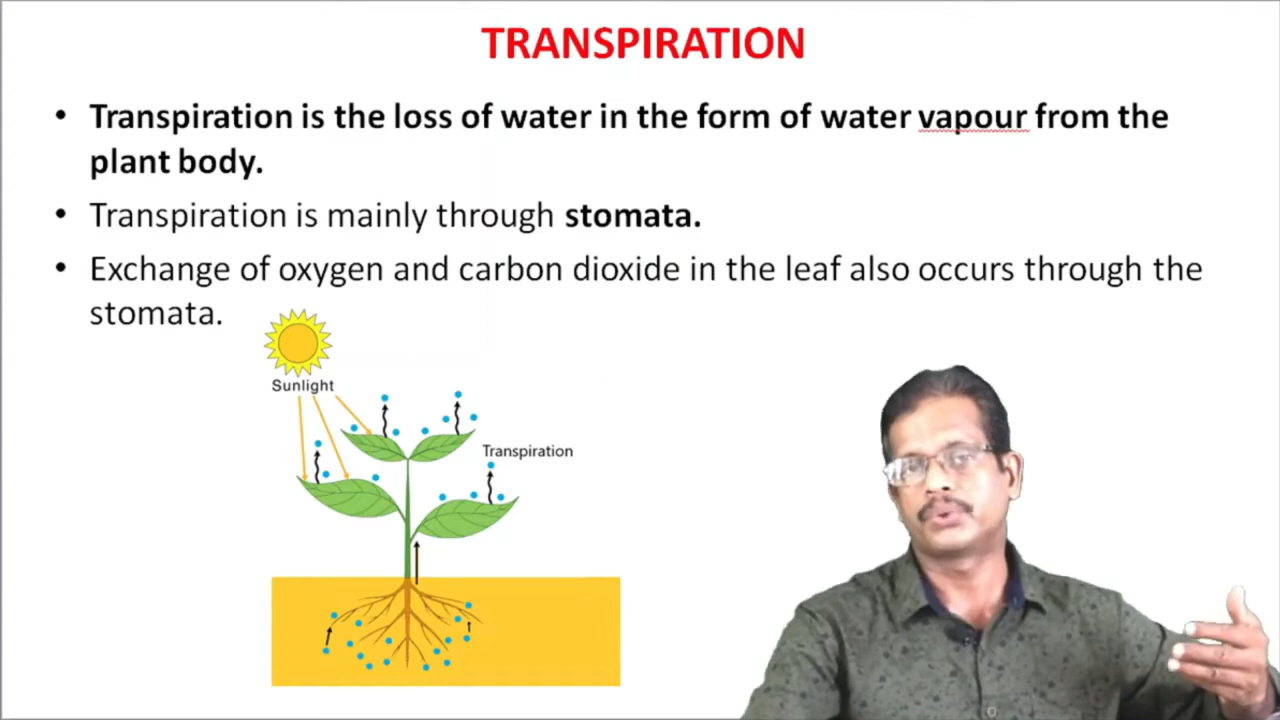 TRANSPIRATION
• Transpiration is the loss of water in the form of water vapour from the
plant body.
• Transpiration is mainly through stomata.
• Exchange of oxygen and carbon dioxide in the leaf also occurs through the
stomata.
Sunlight
Transpiration